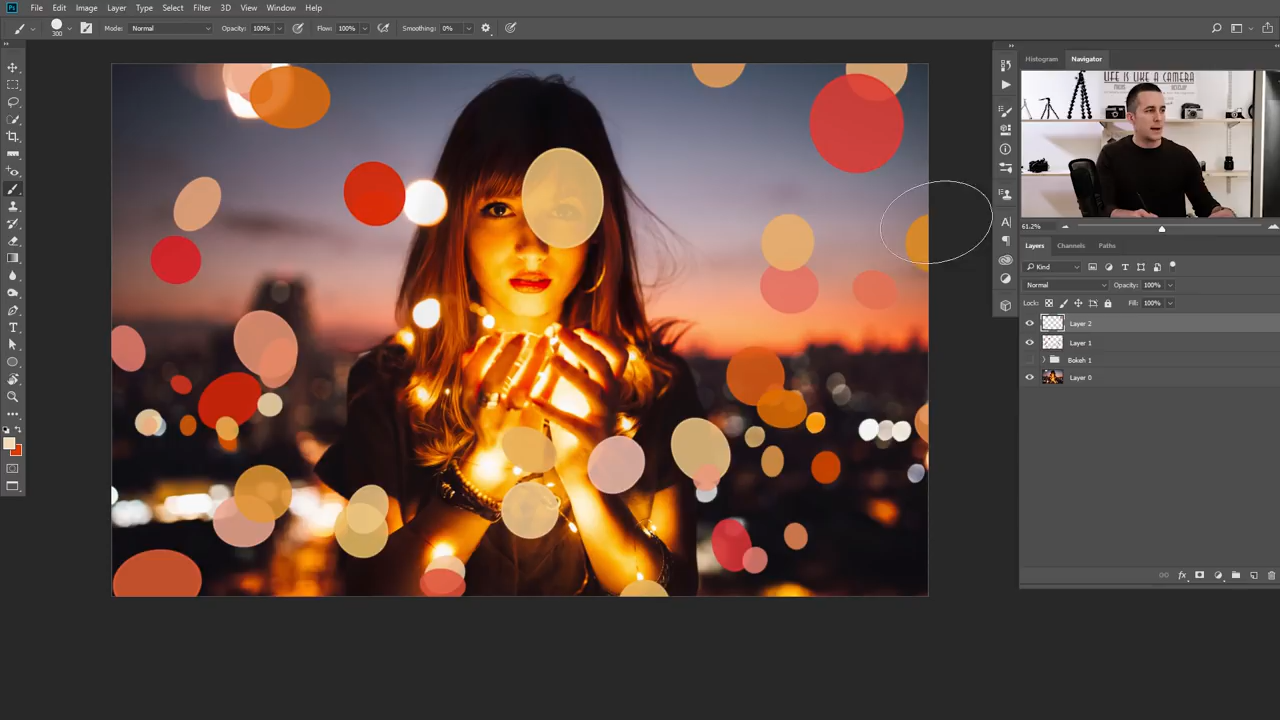 Ps File Edit Image Layer Type Select Filter 3D View Window Help
300 Mode: Normal Opacity: 100% Flow: 100% Smoothing: 0%
Histogram Navigator
LIFE IS LIKE A CAMERA
61.2%
Layers Channels Paths
Kind
Normal Opacity: 100%
Lock: Fill: 100%
Layer 2
Layer 1
Bokeh 1
Layer 0